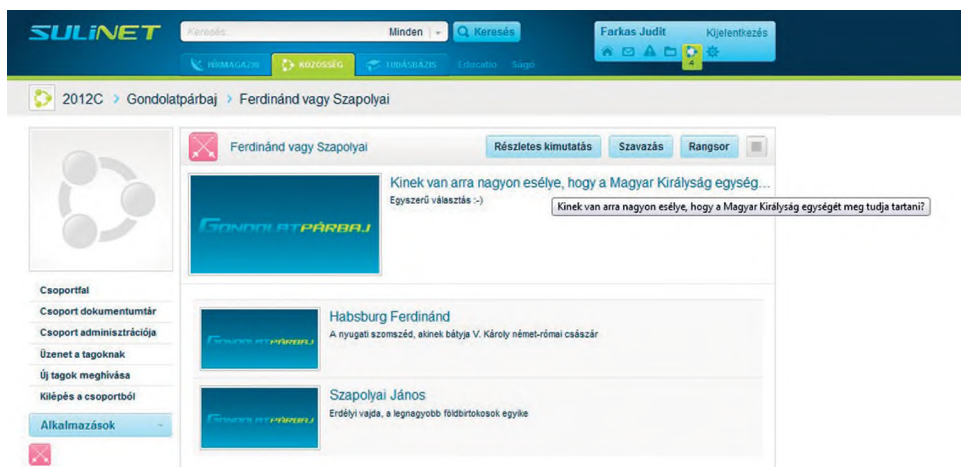 SULiNET
Keresés:
Minden
Keresés
Farkas Judit
Kijelentkezés
HÍRMAGAZIN
KÖZÖSSÉG
TUDÁSBÁZIS
Educatio
Súgó
4
2012C > Gondolatpárbaj > Ferdinánd vagy Szapolyai
Ferdinánd vagy Szapolyai
Részletes kimutatás
Szavazás
Rangsor
Kinek van arra nagyon esélye, hogy a Magyar Királyság egység...
Egyszerű választás :-)
Kinek van arra nagyon esélye, hogy a Magyar Királyság egységét meg tudja tartani?
GONDOLATPÁRBAJ
Csoportfal
Csoport dokumentumtár
Csoport adminisztrációja
Üzenet a tagoknak
Új tagok meghívása
Kilépés a csoportból
Alkalmazások
Habsburg Ferdinánd
A nyugati szomszéd, akinek bátyja V. Károly német-római császár
GONDOLATPÁRBAJ
Szapolyai János
Erdélyi vajda, a legnagyobb földbirtokosok egyike
GONDOLATPÁRBAJ